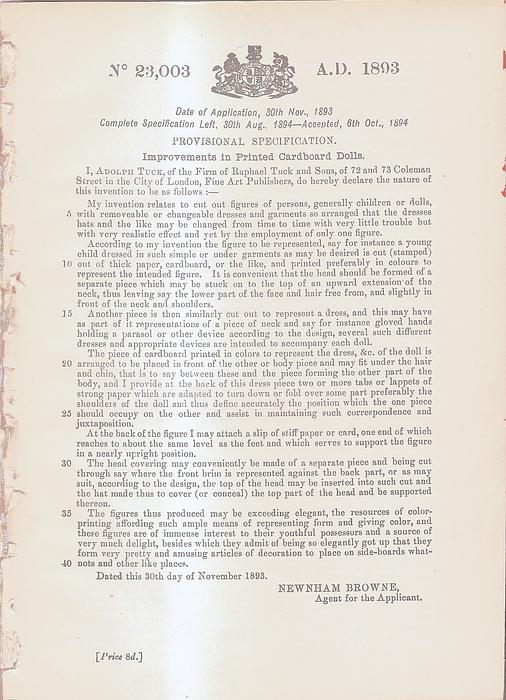 Nº 23,003 A.D. 1893
Date of Application, 30th Nov., 1893
Complete Specification Left, 30th Aug., 1894—Accepted, 6th Oct., 1894
PROVISIONAL SPECIFICATION.
Improvements in Printed Cardboard Dolls.
I, ADOLPH TUCK, of the Firm of Raphael Tuck and Sons, of 72 and 73 Coleman
Street in the City of London, Fine Art Publishers, do hereby declare the nature of
this invention to be as follows :—
My invention relates to cut out figures of persons, generally children or dolls,
5 with removeable or changeable dresses and garments so arranged that the dresses
hats and the like may be changed from time to time with very little trouble but
with very realistic effect and yet by the employment of only one figure.
According to my invention the figure to be represented, say for instance a young
child dressed in such simple or under garments as may be desired is cut (stamped)
10 out of thick paper, cardboard, or the like, and printed preferably in colours to
represent the intended figure. It is convenient that the head should be formed of a
separate piece which may be stuck on to the top of an upward extension of the
neck, thus leaving say the lower part of the face and hair free from, and slightly in
front of the neck and shoulders.
15 Another piece is then similarly cut out to represent a dress, and this may have
as part of it representations of a piece of neck and say for instance gloved hands
holding a parasol or other device according to the design, several such different
dresses and appropriate devices are intended to accompany each doll.
The piece of cardboard printed in colors to represent the dress, &c. of the doll is
20 arranged to be placed in front of the other or body piece and may fit under the hair
and chin, that is to say between these and the piece forming the other part of the
body, and I provide at the back of this dress piece two or more tabs or lappets of
strong paper which are adapted to turn down or fold over some part preferably the
shoulders of the doll and thus define accurately the position which the one piece
25 should occupy on the other and assist in maintaining such correspondence and
juxtaposition.
At the back of the figure I may attach a slip of stiff paper or card, one end of which
reaches to about the same level as the feet and which serves to support the figure
in a nearly upright position.
30 The head covering may conveniently be made of a separate piece and being cut
through say where the front brim is represented against the back part, or as may
suit, according to the design, the top of the head may be inserted into such cut and
the hat made thus to cover (or conceal) the top part of the head and be supported
thereon.
35 The figures thus produced may be exceeding elegant, the resources of color-
printing affording such ample means of representing form and giving color, and
these figures are of immense interest to their youthful possessors and a source of
very much delight, besides which they admit of being so elegantly got up that they
form very pretty and amusing articles of decoration to place on side-boards what-
40 nots and other like places.
Dated this 30th day of November 1893.
NEWNHAM BROWNE,
Agent for the Applicant.
[Price 8d.]